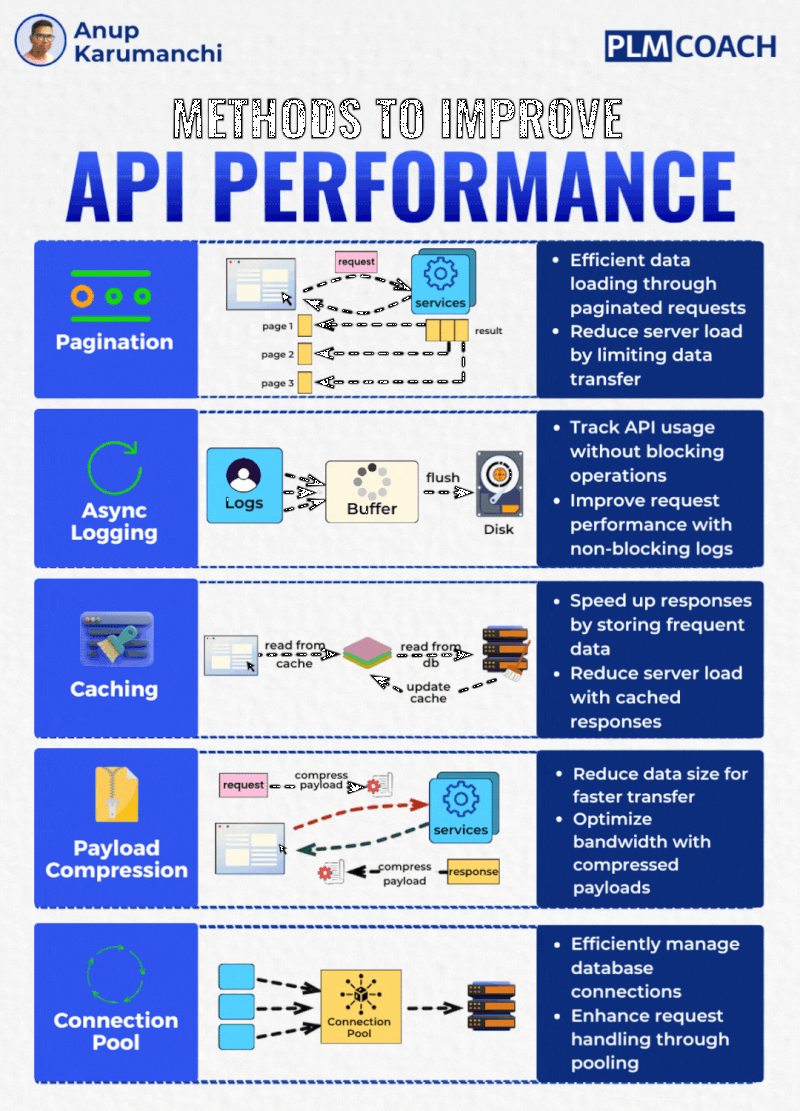 Anup
Karumanchi
PLM COACH
METHODS TO IMPROVE
API PERFORMANCE
Pagination
request
services
page 1
result
page 2
page 3
• Efficient data
loading through
paginated requests
• Reduce server load
by limiting data
transfer
Async
Logging
Logs
Buffer
flush
Disk
• Track API usage
without blocking
operations
• Improve request
performance with
non-blocking logs
Caching
read from
cache
read from
db
update
cache
• Speed up responses
by storing frequent
data
• Reduce server load
with cached
responses
Payload
Compression
request
compress
payload
services
compress
payload
response
• Reduce data size for
faster transfer
• Optimize
bandwidth with
compressed
payloads
Connection
Pool
Connection
Pool
• Efficiently manage
database
connections
• Enhance request
handling through
pooling